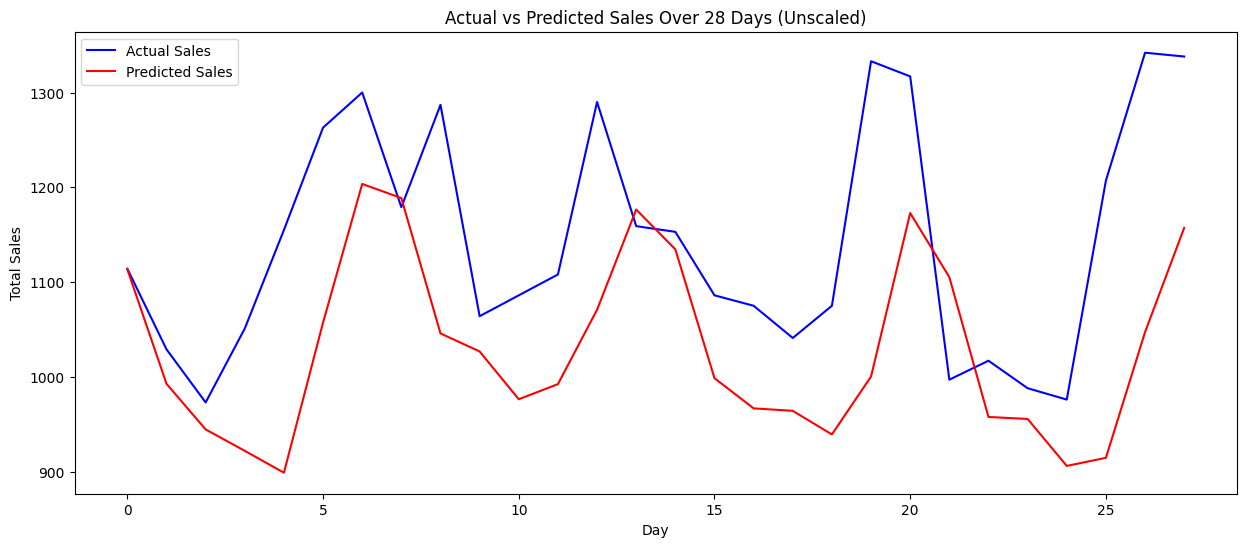 Actual vs Predicted Sales Over 28 Days (Unscaled)
Actual Sales
Predicted Sales
Total Sales
1300
1200
1100
1000
900
0 5 10 15 20 25
Day